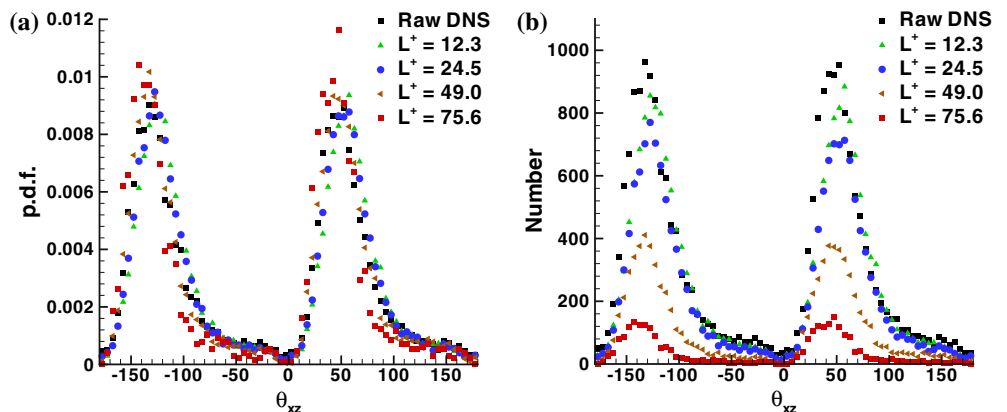 (a)
p.d.f.
0.012
0.01
0.008
0.006
0.004
0.002
0
-150 -100 -50 0 50 100 150
θxz
Raw DNS
L+ = 12.3
L+ = 24.5
L+ = 49.0
L+ = 75.6
(b)
Number
1000
800
600
400
200
0
-150 -100 -50 0 50 100 150
θxz
Raw DNS
L+ = 12.3
L+ = 24.5
L+ = 49.0
L+ = 75.6